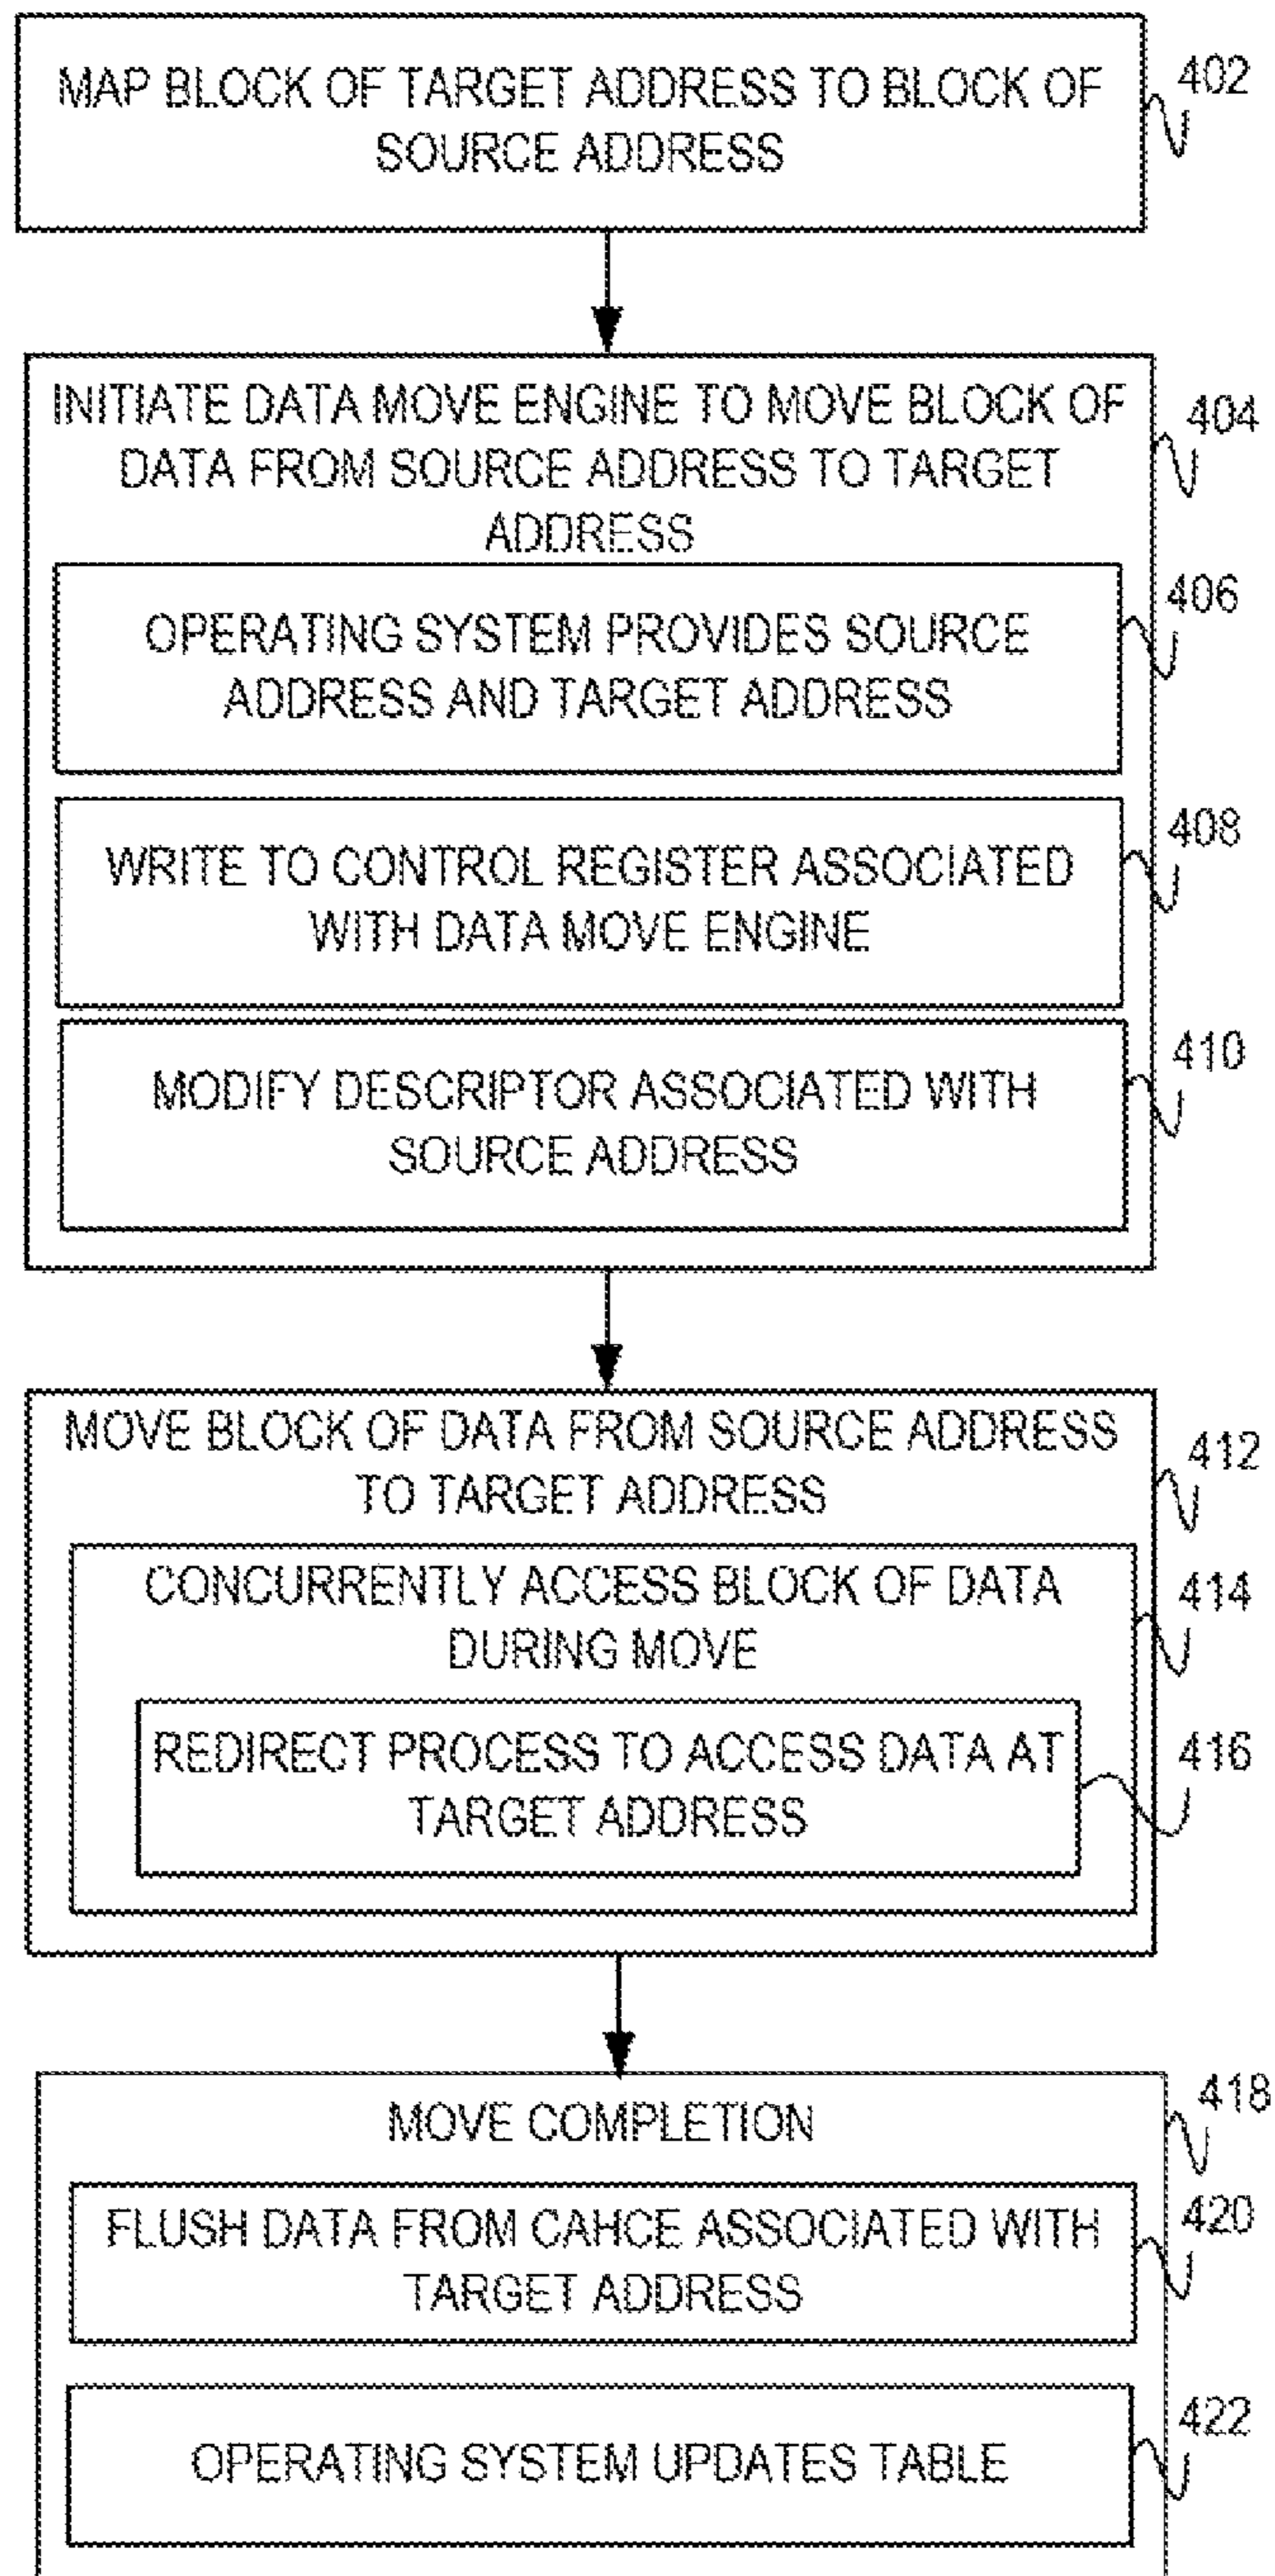 MAP BLOCK OF TARGET ADDRESS TO BLOCK OF
SOURCE ADDRESS
402
INITIATE DATA MOVE ENGINE TO MOVE BLOCK OF
DATA FROM SOURCE ADDRESS TO TARGET
ADDRESS
404
OPERATING SYSTEM PROVIDES SOURCE
ADDRESS AND TARGET ADDRESS
406
WRITE TO CONTROL REGISTER ASSOCIATED
WITH DATA MOVE ENGINE
408
MODIFY DESCRIPTOR ASSOCIATED WITH
SOURCE ADDRESS
410
MOVE BLOCK OF DATA FROM SOURCE ADDRESS
TO TARGET ADDRESS
412
CONCURRENTLY ACCESS BLOCK OF DATA
DURING MOVE
414
REDIRECT PROCESS TO ACCESS DATA AT
TARGET ADDRESS
416
MOVE COMPLETION
418
FLUSH DATA FROM CAHCE ASSOCIATED WITH
TARGET ADDRESS
420
OPERATING SYSTEM UPDATES TABLE
422